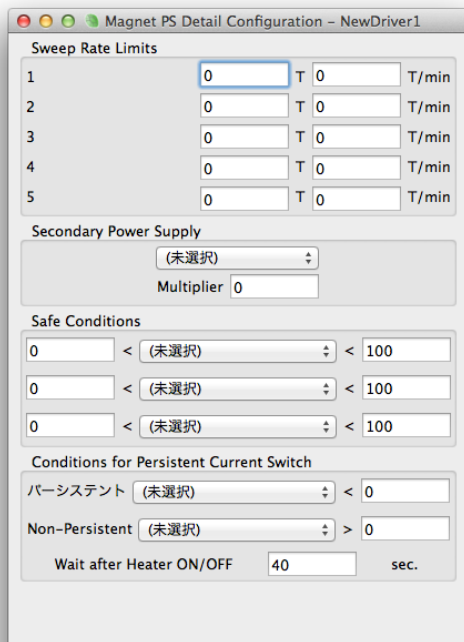 Magnet PS Detail Configuration – NewDriver1
Sweep Rate Limits
1 0 T 0 T/min
2 0 T 0 T/min
3 0 T 0 T/min
4 0 T 0 T/min
5 0 T 0 T/min
Secondary Power Supply
(未選択)
Multiplier 0
Safe Conditions
0 < (未選択) < 100
0 < (未選択) < 100
0 < (未選択) < 100
Conditions for Persistent Current Switch
パーシステント (未選択) < 0
Non-Persistent (未選択) > 0
Wait after Heater ON/OFF 40 sec.